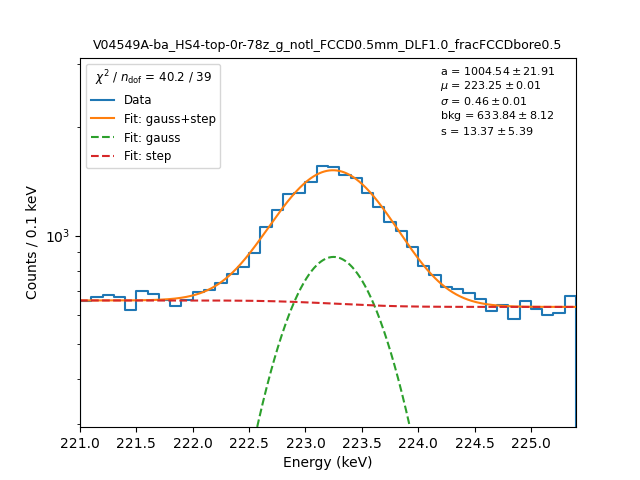 V04549A-ba_HS4-top-0r-78z_g_notl_FCCD0.5mm_DLF1.0_fracFCCDbore0.5
χ² / n_dof = 40.2 / 39
Data
Fit: gauss+step
Fit: gauss
Fit: step
a = 1004.54 ± 21.91
μ = 223.25 ± 0.01
σ = 0.46 ± 0.01
bkg = 633.84 ± 8.12
s = 13.37 ± 5.39
Counts / 0.1 keV
10³
221.0 221.5 222.0 222.5 223.0 223.5 224.0 224.5 225.0
Energy (keV)